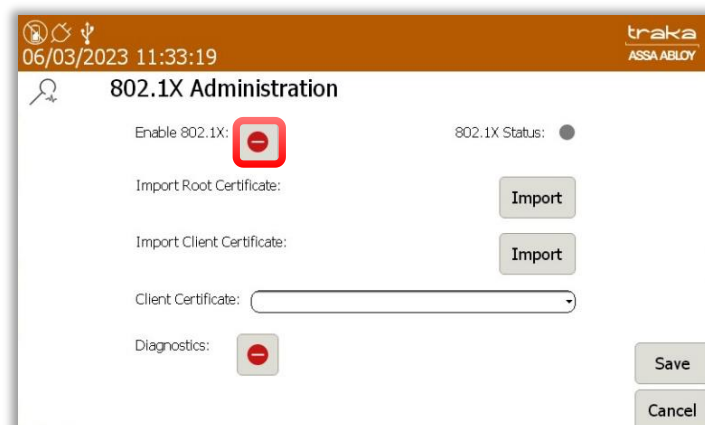 traka
06/03/2023 11:33:19
ASSA ABLOY
802.1X Administration
Enable 802.1X:
802.1X Status:
Import Root Certificate:
Import
Import Client Certificate:
Import
Client Certificate:
Diagnostics:
Save
Cancel